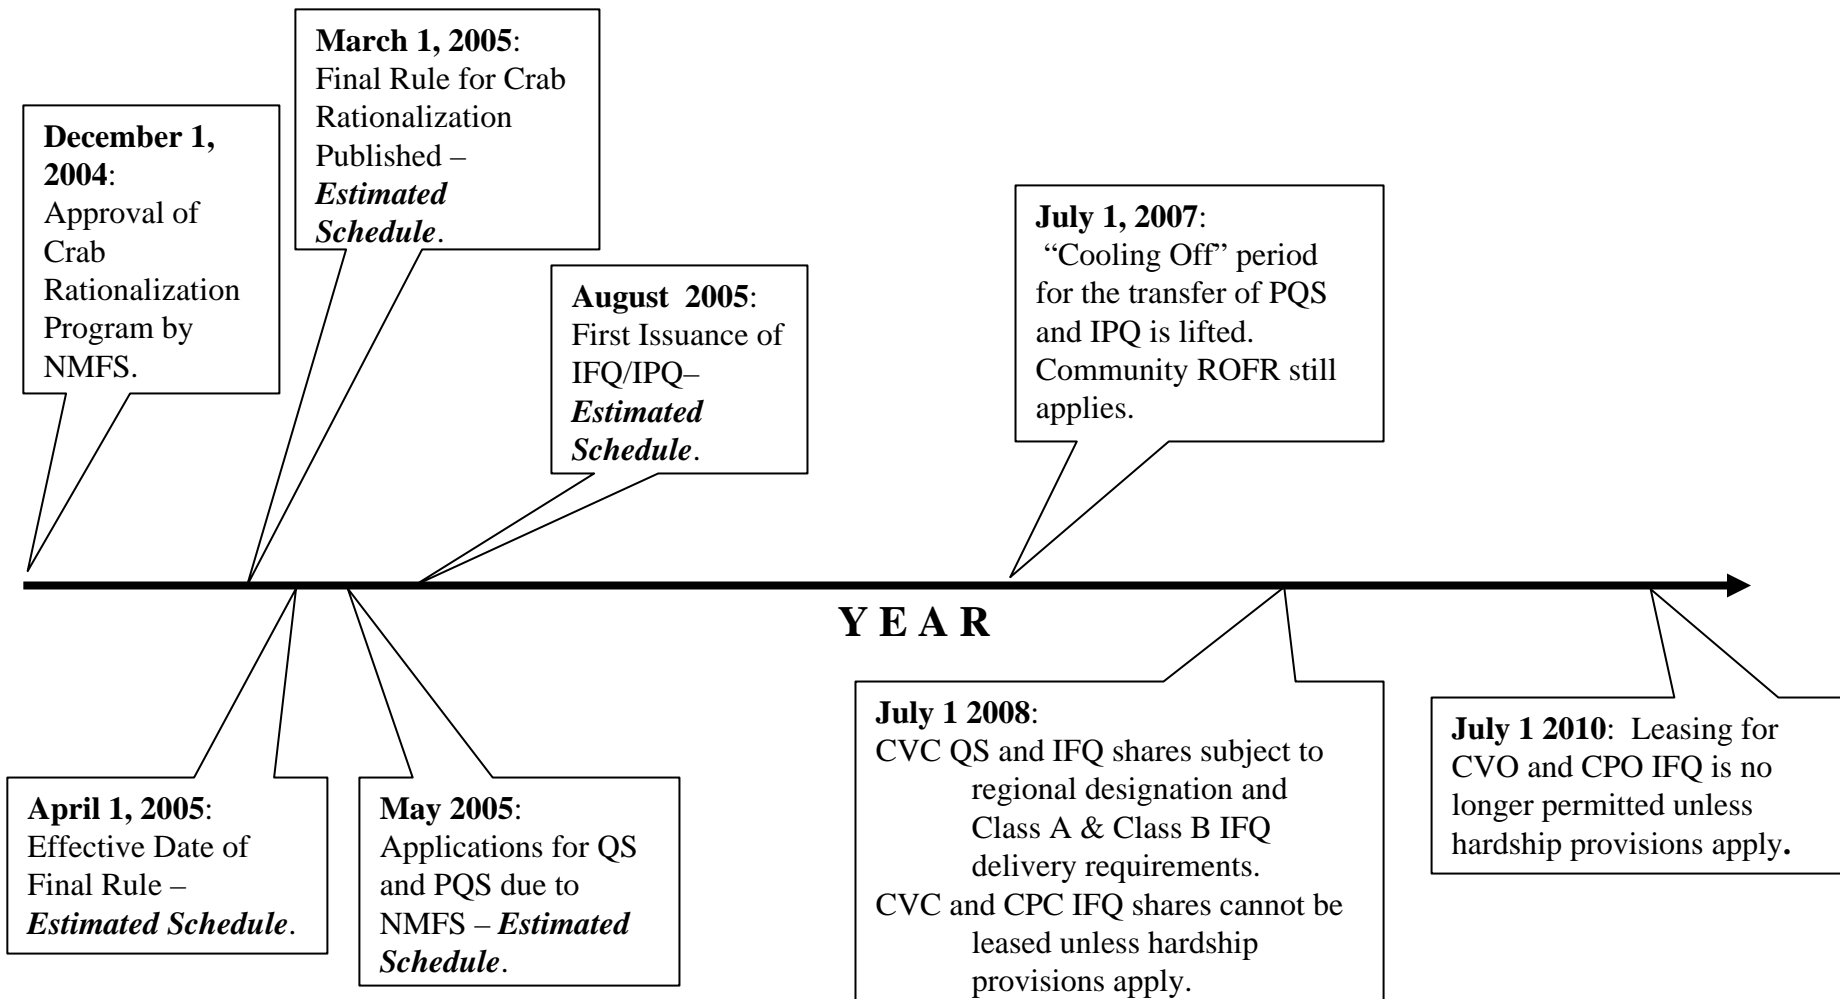 December 1,
2004:
Approval of
Crab
Rationalization
Program by
NMFS.
March 1, 2005:
Final Rule for Crab
Rationalization
Published –
Estimated
Schedule.
August  2005:
First Issuance of
IFQ/IPQ–
Estimated
Schedule.
July 1, 2007:
“Cooling Off” period
for the transfer of PQS
and IPQ is lifted.
Community ROFR still
applies.
Y E A R
April 1, 2005:
Effective Date of
Final Rule –
Estimated Schedule.
May 2005:
Applications for QS
and PQS due to
NMFS – Estimated
Schedule.
July 1 2008:
CVC QS and IFQ shares subject to
regional designation and
Class A & Class B IFQ
delivery requirements.
CVC and CPC IFQ shares cannot be
leased unless hardship
provisions apply.
July 1 2010:  Leasing for
CVO and CPO IFQ is no
longer permitted unless
hardship provisions apply.